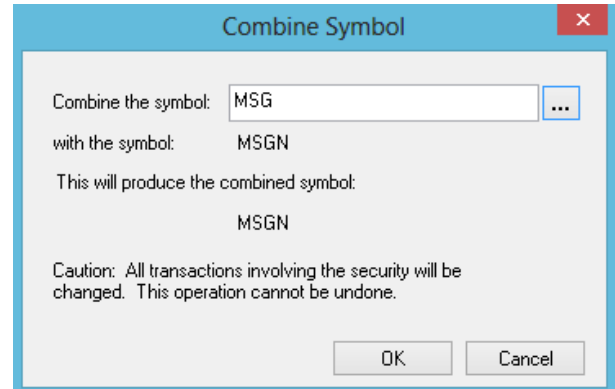 Combine Symbol
Combine the symbol: MSG ...
with the symbol: MSGN
This will produce the combined symbol:
MSGN
Caution: All transactions involving the security will be
changed. This operation cannot be undone.
OK Cancel